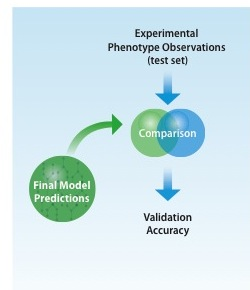 Experimental
Phenotype Observations
(test set)
Comparison
Final Model
Predictions
Validation
Accuracy